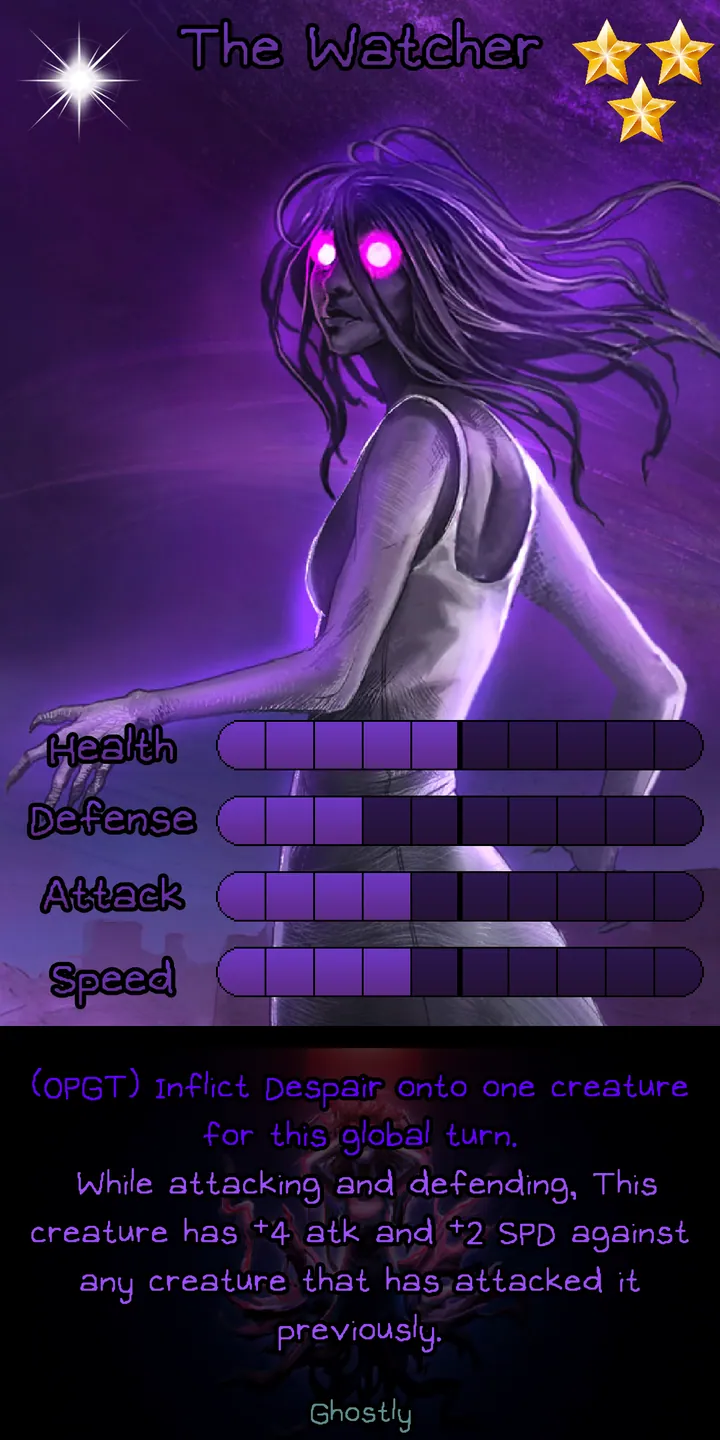 The Watcher
Health
Defense
Attack
Speed
(OPGT) Inflict Despair onto one creature
for this global turn.
While attacking and defending, This
creature has +4 atk and +2 SPD against
any creature that has attacked it
previously.
Ghostly